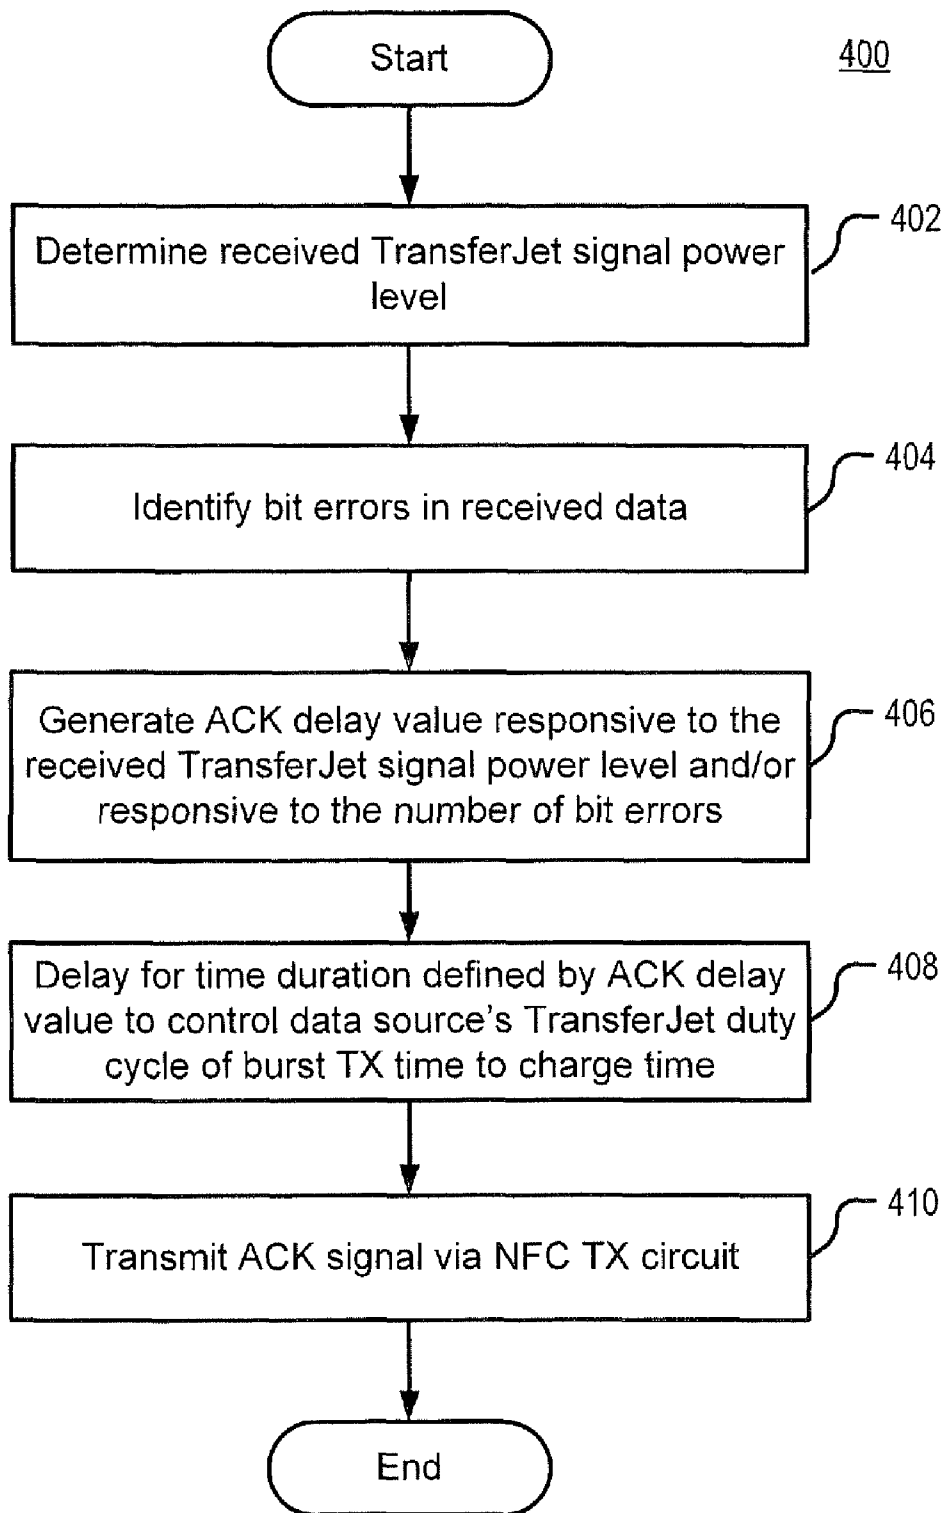 Start
400
Determine received TransferJet signal power
level
402
Identify bit errors in received data
404
Generate ACK delay value responsive to the
received TransferJet signal power level and/or
responsive to the number of bit errors
406
Delay for time duration defined by ACK delay
value to control data source's TransferJet duty
cycle of burst TX time to charge time
408
Transmit ACK signal via NFC TX circuit
410
End